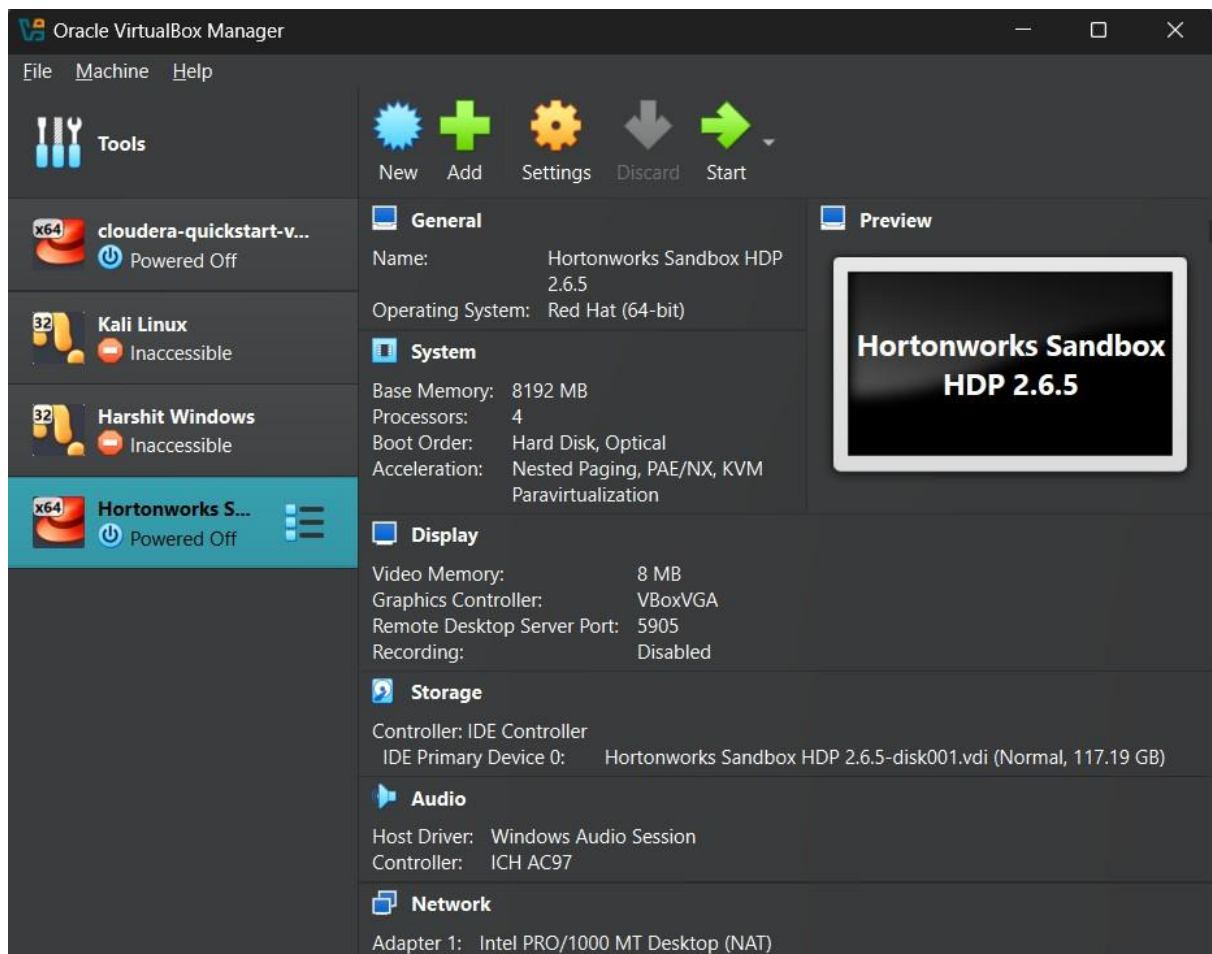 Oracle VirtualBox Manager
File Machine Help
Tools
New Add Settings Discard Start
x64
cloudera-quickstart-v...
Powered Off
32
Kali Linux
Inaccessible
32
Harshit Windows
Inaccessible
x64
Hortonworks S...
Powered Off
General
Name: Hortonworks Sandbox HDP
2.6.5
Operating System: Red Hat (64-bit)
Preview
Hortonworks Sandbox
HDP 2.6.5
System
Base Memory: 8192 MB
Processors: 4
Boot Order: Hard Disk, Optical
Acceleration: Nested Paging, PAE/NX, KVM
Paravirtualization
Display
Video Memory: 8 MB
Graphics Controller: VBoxVGA
Remote Desktop Server Port: 5905
Recording: Disabled
Storage
Controller: IDE Controller
IDE Primary Device 0: Hortonworks Sandbox HDP 2.6.5-disk001.vdi (Normal, 117.19 GB)
Audio
Host Driver: Windows Audio Session
Controller: ICH AC97
Network
Adapter 1: Intel PRO/1000 MT Desktop (NAT)